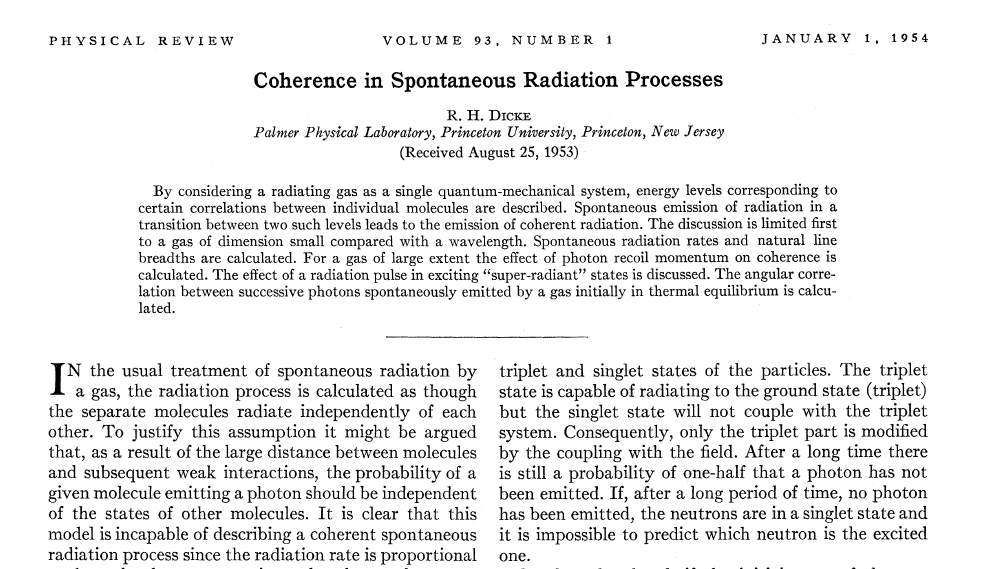 PHYSICAL REVIEW VOLUME 93, NUMBER 1 JANUARY 1, 1954
Coherence in Spontaneous Radiation Processes
R. H. DICKE
Palmer Physical Laboratory, Princeton University, Princeton, New Jersey
(Received August 25, 1953)
By considering a radiating gas as a single quantum-mechanical system, energy levels corresponding to
certain correlations between individual molecules are described. Spontaneous emission of radiation in a
transition between two such levels leads to the emission of coherent radiation. The discussion is limited first
to a gas of dimension small compared with a wavelength. Spontaneous radiation rates and natural line
breadths are calculated. For a gas of large extent the effect of photon recoil momentum on coherence is
calculated. The effect of a radiation pulse in exciting “super-radiant” states is discussed. The angular corre-
lation between successive photons spontaneously emitted by a gas initially in thermal equilibrium is calcu-
lated.
IN the usual treatment of spontaneous radiation by
a gas, the radiation process is calculated as though
the separate molecules radiate independently of each
other. To justify this assumption it might be argued
that, as a result of the large distance between molecules
and subsequent weak interactions, the probability of a
given molecule emitting a photon should be independent
of the states of other molecules. It is clear that this
model is incapable of describing a coherent spontaneous
radiation process since the radiation rate is proportional
triplet and singlet states of the particles. The triplet
state is capable of radiating to the ground state (triplet)
but the singlet state will not couple with the triplet
system. Consequently, only the triplet part is modified
by the coupling with the field. After a long time there
is still a probability of one-half that a photon has not
been emitted. If, after a long period of time, no photon
has been emitted, the neutrons are in a singlet state and
it is impossible to predict which neutron is the excited
one.